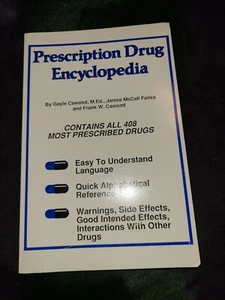 Prescription Drug
Encyclopedia
By Gayle Cawood, M.Ed., Janice McCall Failes
and Frank W. Cawood
CONTAINS ALL 408
MOST PRESCRIBED DRUGS
Easy To Understand
Language
Quick Alphabetical
Reference
Warnings, Side Effects,
Good Intended Effects,
Interactions With Other
Drugs